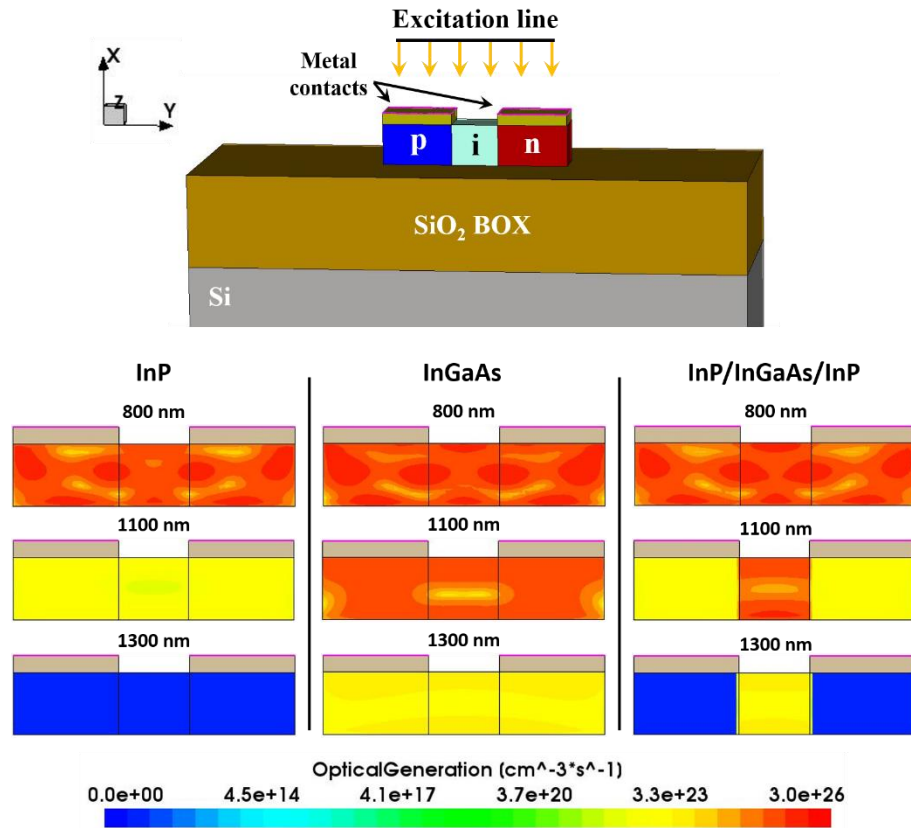 Excitation line
X
Z
Y
Metal
contacts
p i n
SiO2 BOX
Si
InP InGaAs InP/InGaAs/InP
800 nm 800 nm 800 nm
1100 nm 1100 nm 1100 nm
1300 nm 1300 nm 1300 nm
OpticalGeneration (cm^-3*s^-1)
0.0e+00 4.5e+14 4.1e+17 3.7e+20 3.3e+23 3.0e+26